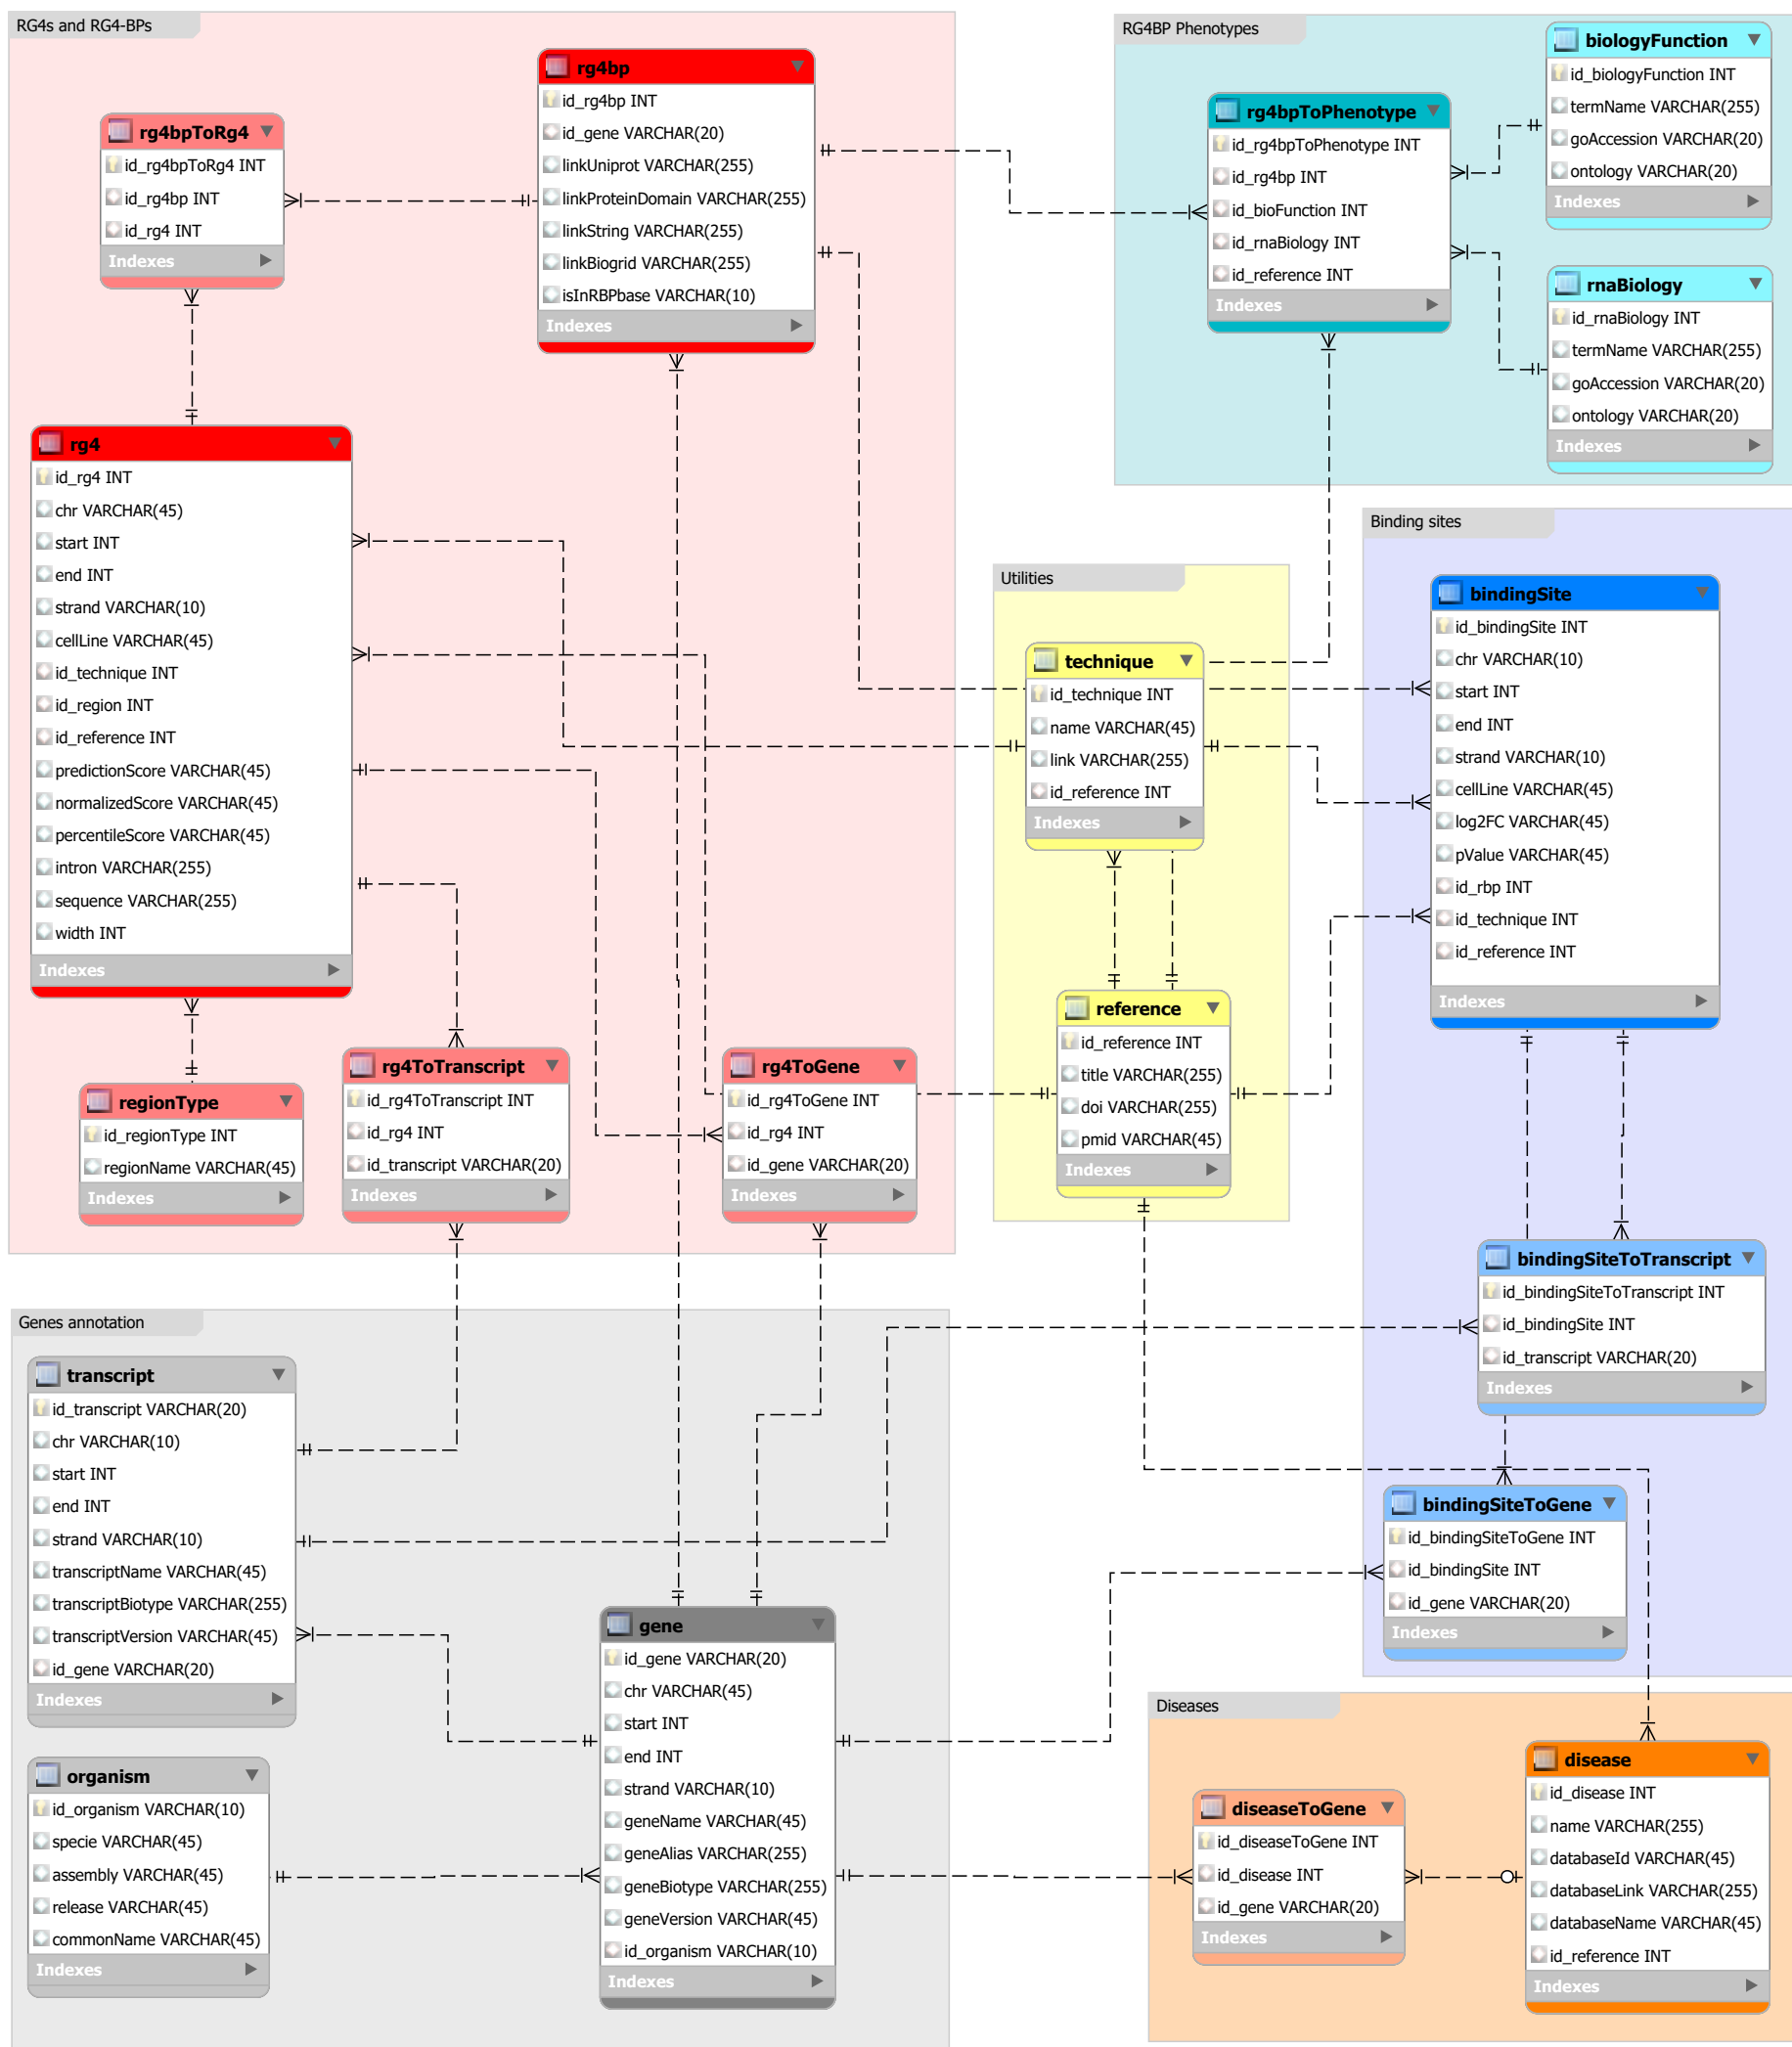 RG4s and RG4-BPs
rg4bp
id_rg4bp INT
id_gene VARCHAR(20)
linkUniprot VARCHAR(255)
linkProteinDomain VARCHAR(255)
linkString VARCHAR(255)
linkBiogrid VARCHAR(255)
isInRBPbase VARCHAR(10)
Indexes
rg4bpToRg4
id_rg4bpToRg4 INT
id_rg4bp INT
id_rg4 INT
Indexes
rg4
id_rg4 INT
chr VARCHAR(45)
start INT
end INT
strand VARCHAR(10)
cellLine VARCHAR(45)
id_technique INT
id_region INT
id_reference INT
predictionScore VARCHAR(45)
normalizedScore VARCHAR(45)
percentileScore VARCHAR(45)
intron VARCHAR(255)
sequence VARCHAR(255)
width INT
Indexes
regionType
id_regionType INT
regionName VARCHAR(45)
Indexes
rg4ToTranscript
id_rg4ToTranscript INT
id_rg4 INT
id_transcript VARCHAR(20)
Indexes
rg4ToGene
id_rg4ToGene INT
id_rg4 INT
id_gene VARCHAR(20)
Indexes
RG4BP Phenotypes
rg4bpToPhenotype
id_rg4bpToPhenotype INT
id_rg4bp INT
id_bioFunction INT
id_rnaBiology INT
id_reference INT
Indexes
biologyFunction
id_biologyFunction INT
termName VARCHAR(255)
goAccession VARCHAR(20)
ontology VARCHAR(20)
Indexes
rnaBiology
id_rnaBiology INT
termName VARCHAR(255)
goAccession VARCHAR(20)
ontology VARCHAR(20)
Indexes
Utilities
technique
id_technique INT
name VARCHAR(45)
link VARCHAR(255)
id_reference INT
Indexes
reference
id_reference INT
title VARCHAR(255)
doi VARCHAR(255)
pmid VARCHAR(45)
Indexes
Binding sites
bindingSite
id_bindingSite INT
chr VARCHAR(10)
start INT
end INT
strand VARCHAR(10)
cellLine VARCHAR(45)
log2FC VARCHAR(45)
pValue VARCHAR(45)
id_rbp INT
id_technique INT
id_reference INT
Indexes
bindingSiteToTranscript
id_bindingSiteToTranscript INT
id_bindingSite INT
id_transcript VARCHAR(20)
Indexes
bindingSiteToGene
id_bindingSiteToGene INT
id_bindingSite INT
id_gene VARCHAR(20)
Indexes
Genes annotation
transcript
id_transcript VARCHAR(20)
chr VARCHAR(10)
start INT
end INT
strand VARCHAR(10)
transcriptName VARCHAR(45)
transcriptBiotype VARCHAR(255)
transcriptVersion VARCHAR(45)
id_gene VARCHAR(20)
Indexes
organism
id_organism VARCHAR(10)
specie VARCHAR(45)
assembly VARCHAR(45)
release VARCHAR(45)
commonName VARCHAR(45)
Indexes
gene
id_gene VARCHAR(20)
chr VARCHAR(45)
start INT
end INT
strand VARCHAR(10)
geneName VARCHAR(45)
geneAlias VARCHAR(255)
geneBiotype VARCHAR(255)
geneVersion VARCHAR(45)
id_organism VARCHAR(10)
Indexes
Diseases
diseaseToGene
id_diseaseToGene INT
id_disease INT
id_gene VARCHAR(20)
Indexes
disease
id_disease INT
name VARCHAR(255)
databaseId VARCHAR(45)
databaseLink VARCHAR(255)
databaseName VARCHAR(45)
id_reference INT
Indexes